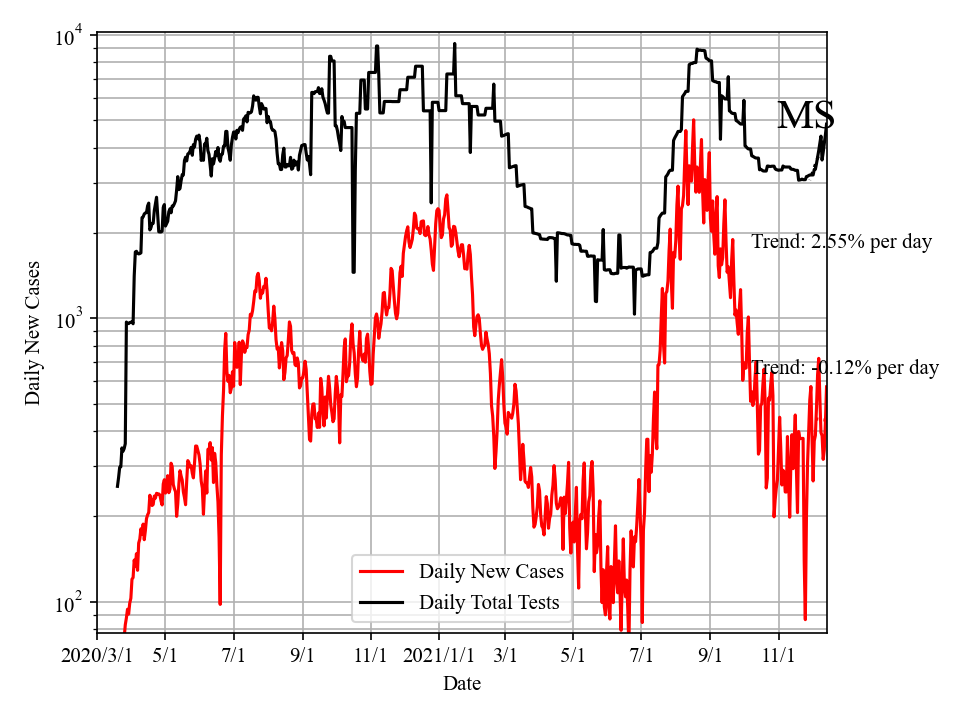 10^4
MS
Trend: 2.55% per day
10^3
Trend: -0.12% per day
Daily New Cases
Daily New Cases
Daily Total Tests
10^2
2020/3/1 5/1 7/1 9/1 11/1 2021/1/1 3/1 5/1 7/1 9/1 11/1
Date